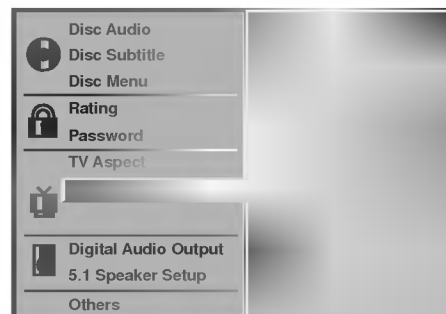 Disc Audio
Disc Subtitle
Disc Menu
Rating
Password
TV Aspect
Digital Audio Output
5.1 Speaker Setup
Others